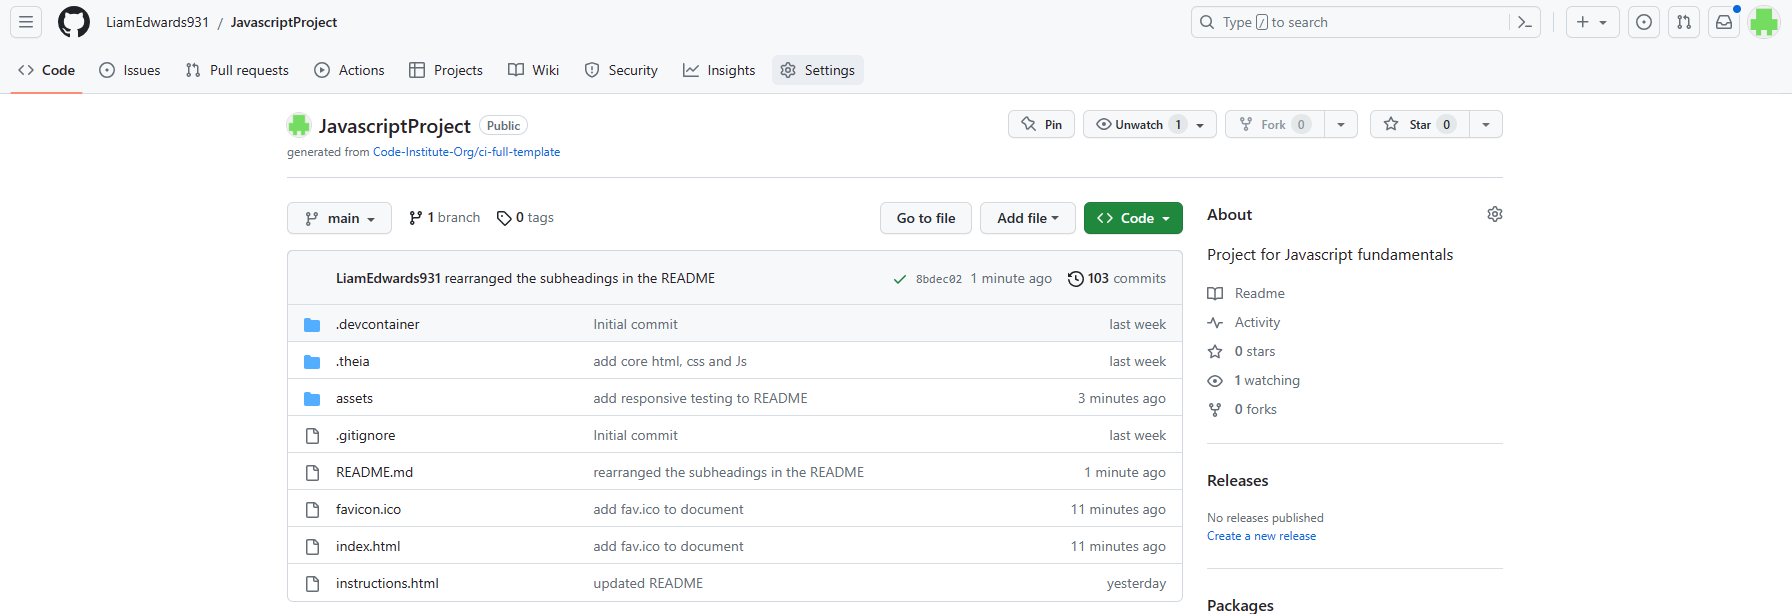 LiamEdwards931 / JavascriptProject
Type / to search
Code Issues Pull requests Actions Projects Wiki Security Insights Settings
JavascriptProject Public
Pin Unwatch 1 Fork 0 Star 0
generated from Code-Institute-Org/ci-full-template
main 1 branch 0 tags Go to file Add file Code
LiamEdwards931 rearranged the subheadings in the README 8bdec02 1 minute ago 103 commits
.devcontainer Initial commit last week
.theia add core html, css and Js last week
assets add responsive testing to README 3 minutes ago
.gitignore Initial commit last week
README.md rearranged the subheadings in the README 1 minute ago
favicon.ico add fav.ico to document 11 minutes ago
index.html add fav.ico to document 11 minutes ago
instructions.html updated README yesterday
About
Project for Javascript fundamentals
Readme
Activity
0 stars
1 watching
0 forks
Releases
No releases published
Create a new release
Packages